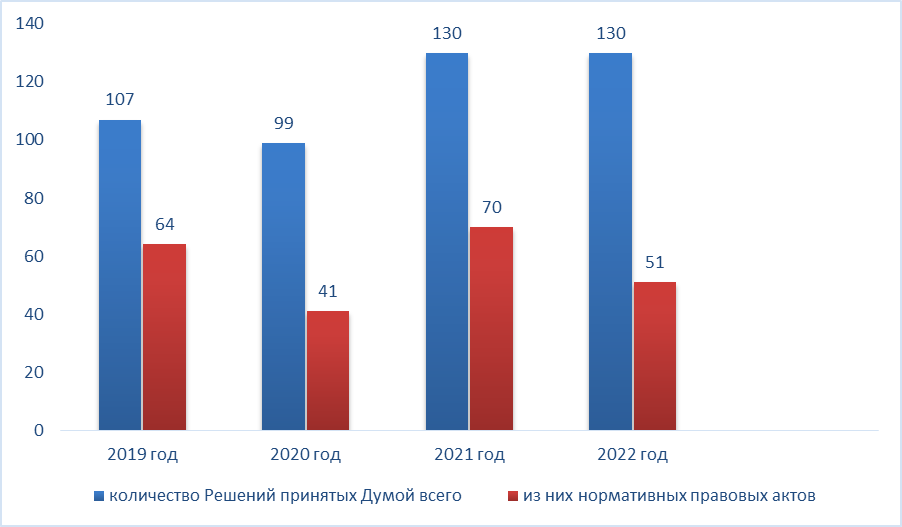 140
120
100
80
60
40
20
0
107
64
99
41
130
70
130
51
2019 год
2020 год
2021 год
2022 год
количество Решений принятых Думой всего
из них нормативных правовых актов